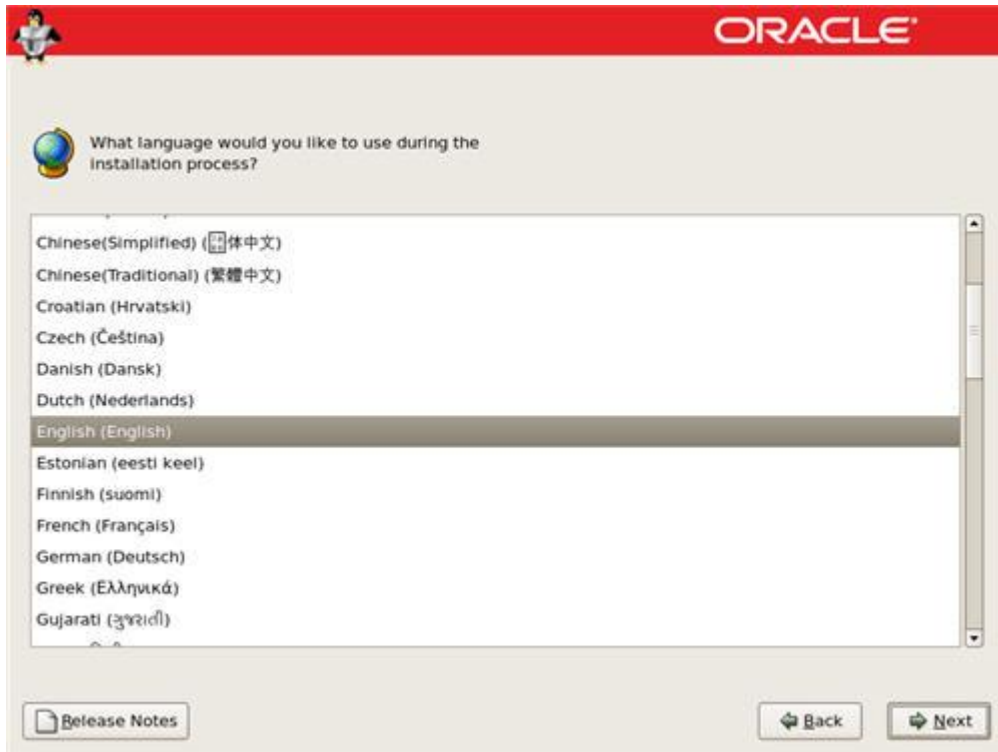 ORACLE
What language would you like to use during the
installation process?
Chinese(Simplified) (体中文)
Chinese(Traditional) (繁體中文)
Croatian (Hrvatski)
Czech (Čeština)
Danish (Dansk)
Dutch (Nederlands)
English (English)
Estonian (eesti keel)
Finnish (suomi)
French (Français)
German (Deutsch)
Greek (Ελληνικά)
Gujarati (ગુજરાતી)
Release Notes
Back
Next